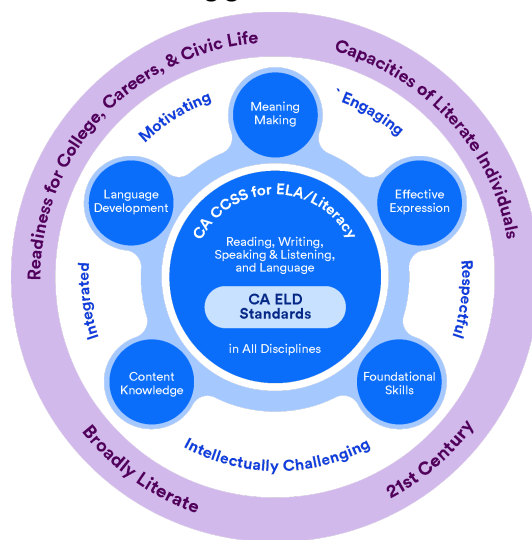 Readiness for College, Careers, & Civic Life
Capacities of Literate Individuals
Broadly Literate
21st Century
Motivating
` Engaging
Integrated
Respectful
Intellectually Challenging
Meaning
Making
Language
Development
Effective
Expression
Content
Knowledge
Foundational
Skills
CA CCSS for ELA/Literacy
Reading, Writing,
Speaking & Listening,
and Language
CA ELD
Standards
in All Disciplines